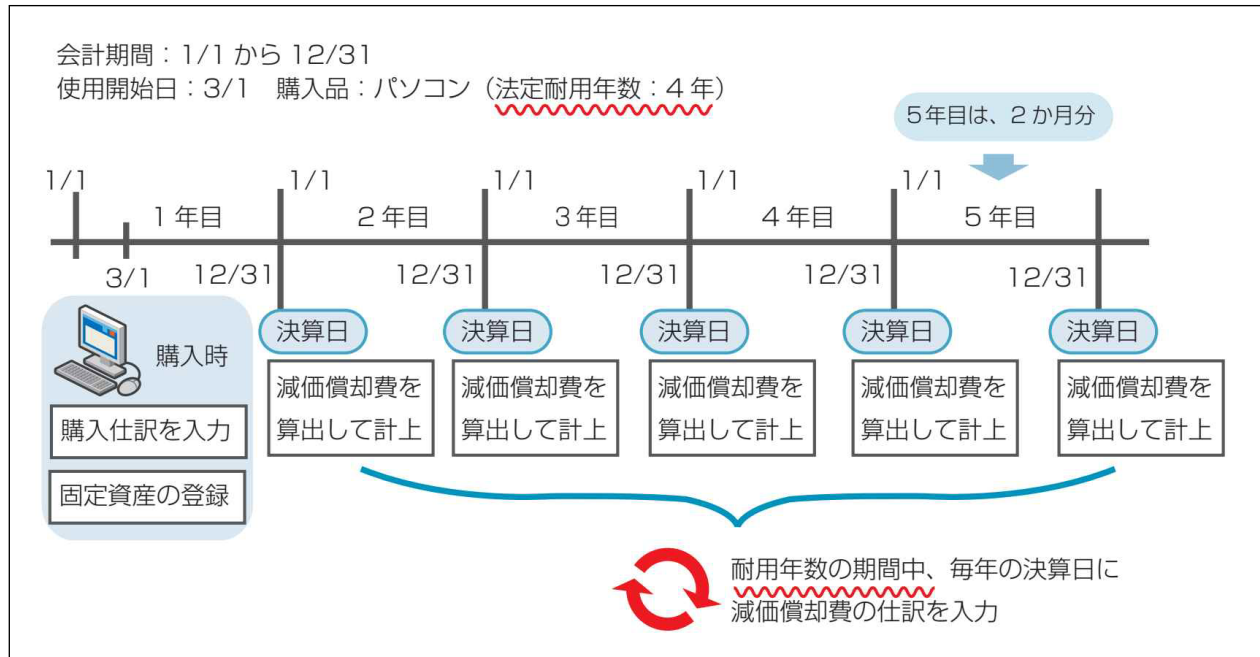 会計期間：1/1 から 12/31
使用開始日：3/1　購入品：パソコン（法定耐用年数：4 年）
5年目は、2 か月分
1/1
1/1
1/1
1/1
1/1
1 年目
2 年目
3 年目
4 年目
5 年目
3/1
12/31
12/31
12/31
12/31
12/31
購入時
購入仕訳を入力
固定資産の登録
決算日
減価償却費を
算出して計上
決算日
減価償却費を
算出して計上
決算日
減価償却費を
算出して計上
決算日
減価償却費を
算出して計上
決算日
減価償却費を
算出して計上
耐用年数の期間中、毎年の決算日に
減価償却費の仕訳を入力